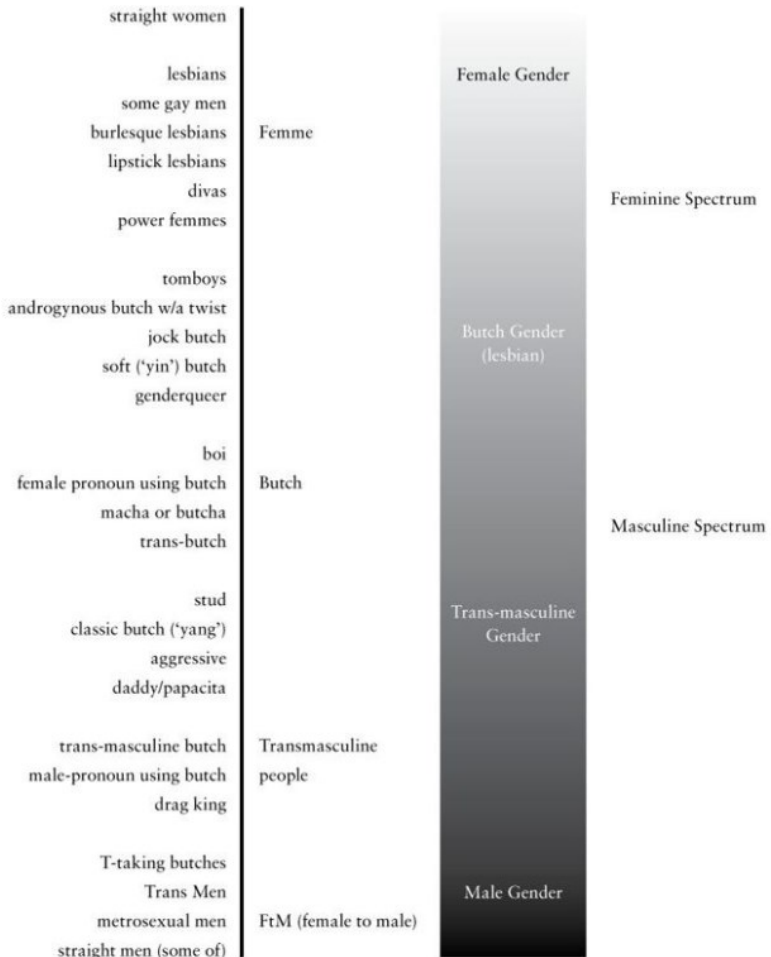 straight women
lesbians
some gay men
burlesque lesbians
lipstick lesbians
divas
power femmes
tomboys
androgynous butch w/a twist
jock butch
soft (‘yin’) butch
genderqueer
boi
female pronoun using butch
macha or butcha
trans-butch
stud
classic butch (‘yang’)
aggressive
daddy/papacita
trans-masculine butch
male-pronoun using butch
drag king
T-taking butches
Trans Men
metrosexual men
straight men (some of)
Femme
Butch
Transmasculine
people
FtM (female to male)
Female Gender
Butch Gender
(lesbian)
Trans-masculine
Gender
Male Gender
Feminine Spectrum
Masculine Spectrum